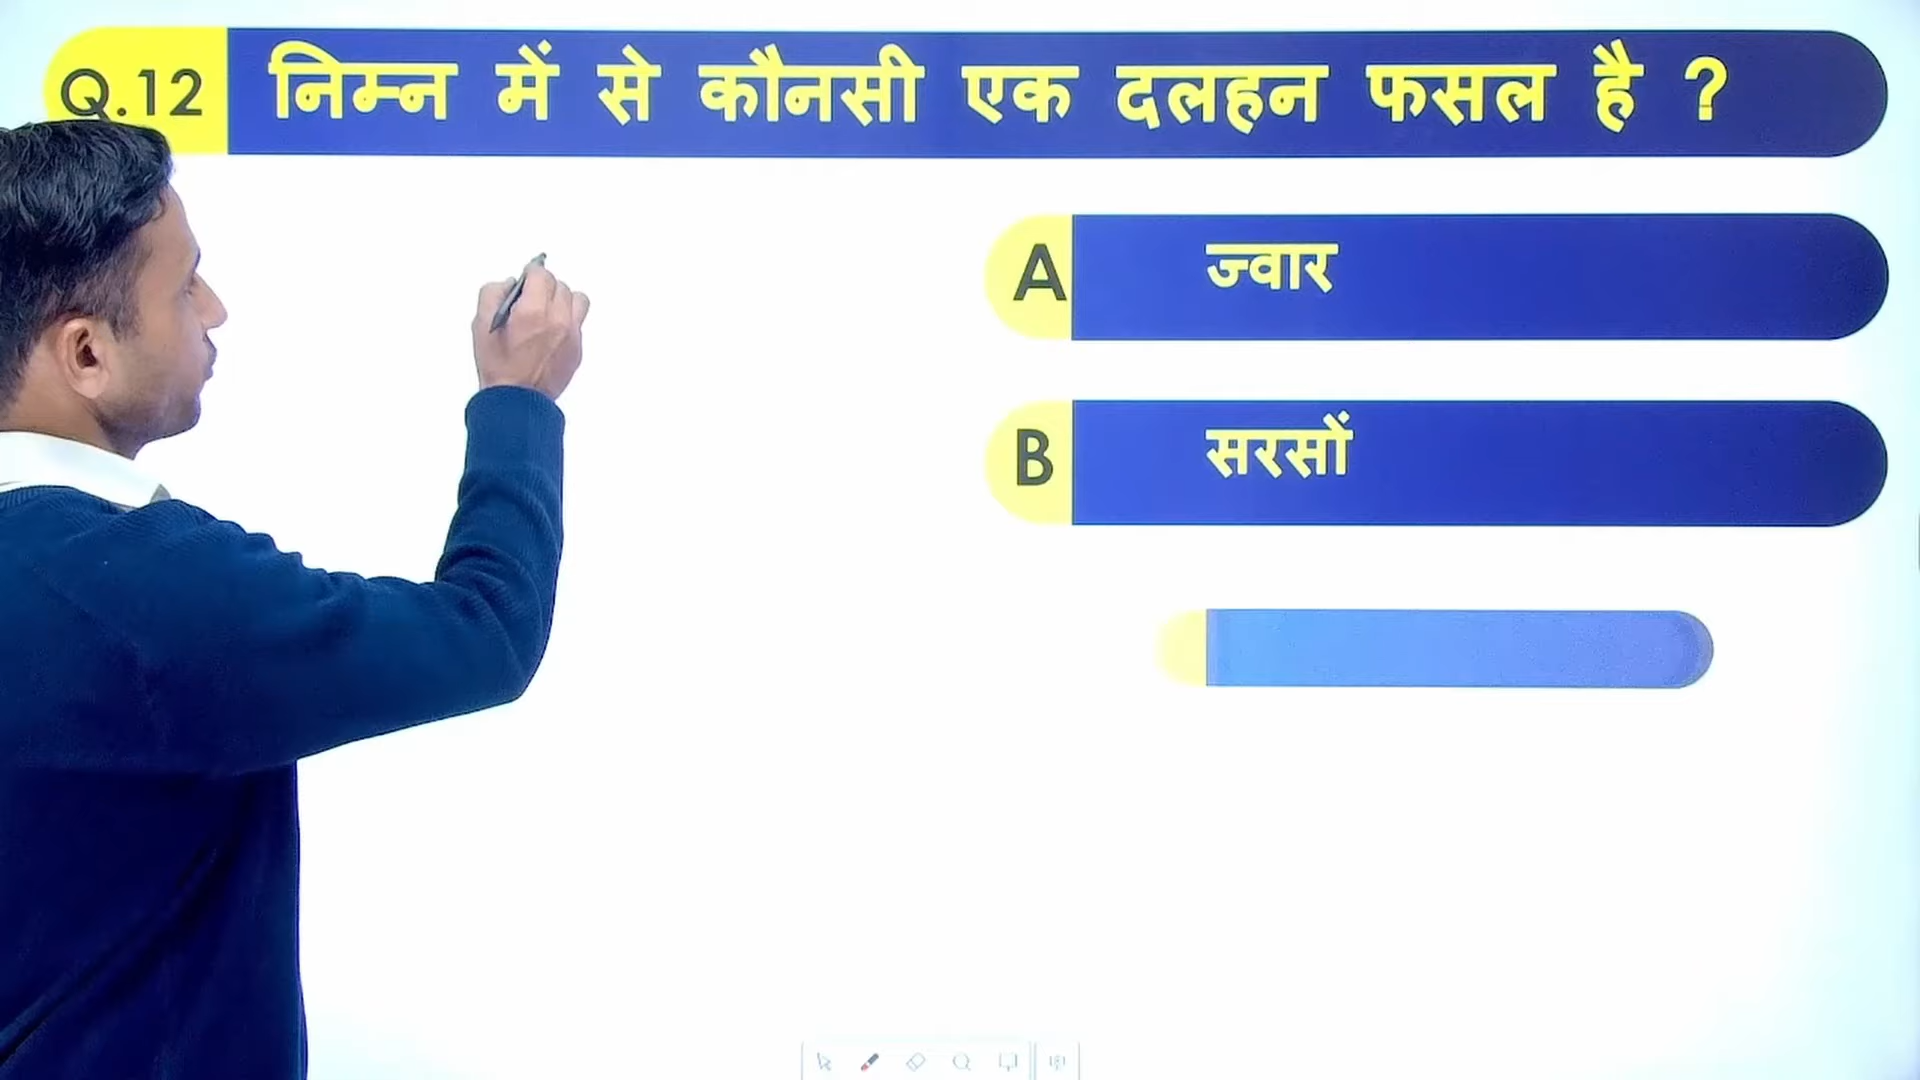 Q.12 निम्न में से कौनसी एक दलहन फसल है ?
A ज्वार
B सरसों